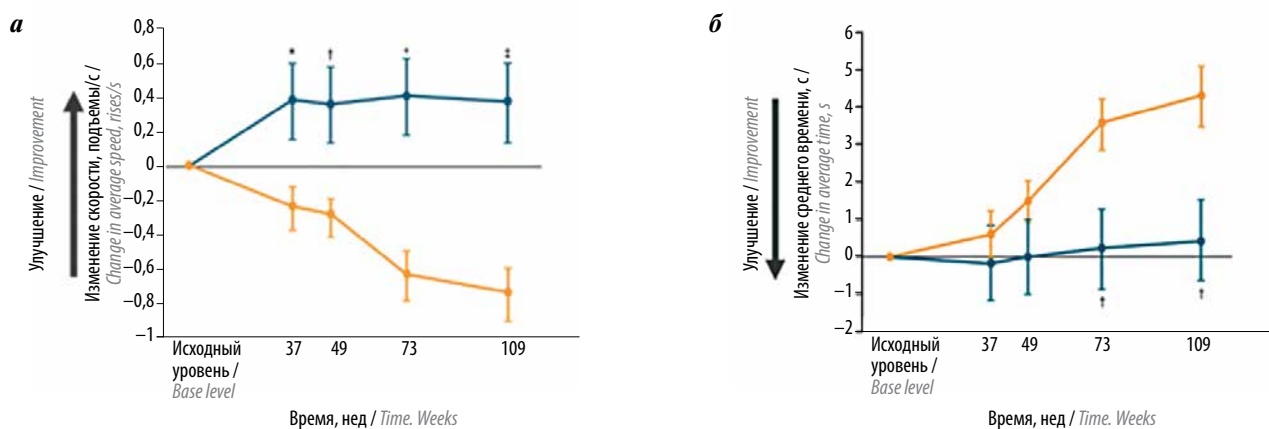 а
0,8
0,6
0,4
0,2
0
–0,2
–0,4
–0,6
–0,8
–1
Улучшение / Improvement
Изменение скорости, подъемы/с /
Change in average speed, rises/s
*
†
‡
Исходный
уровень /
Base level
37
49
73
109
Время, нед / Time. Weeks
б
6
5
4
3
2
1
0
–1
–2
Улучшение / Improvement
Изменение среднего времени, с /
Change in average time, s
†
†
Исходный
уровень /
Base level
37
49
73
109
Время, нед / Time. Weeks